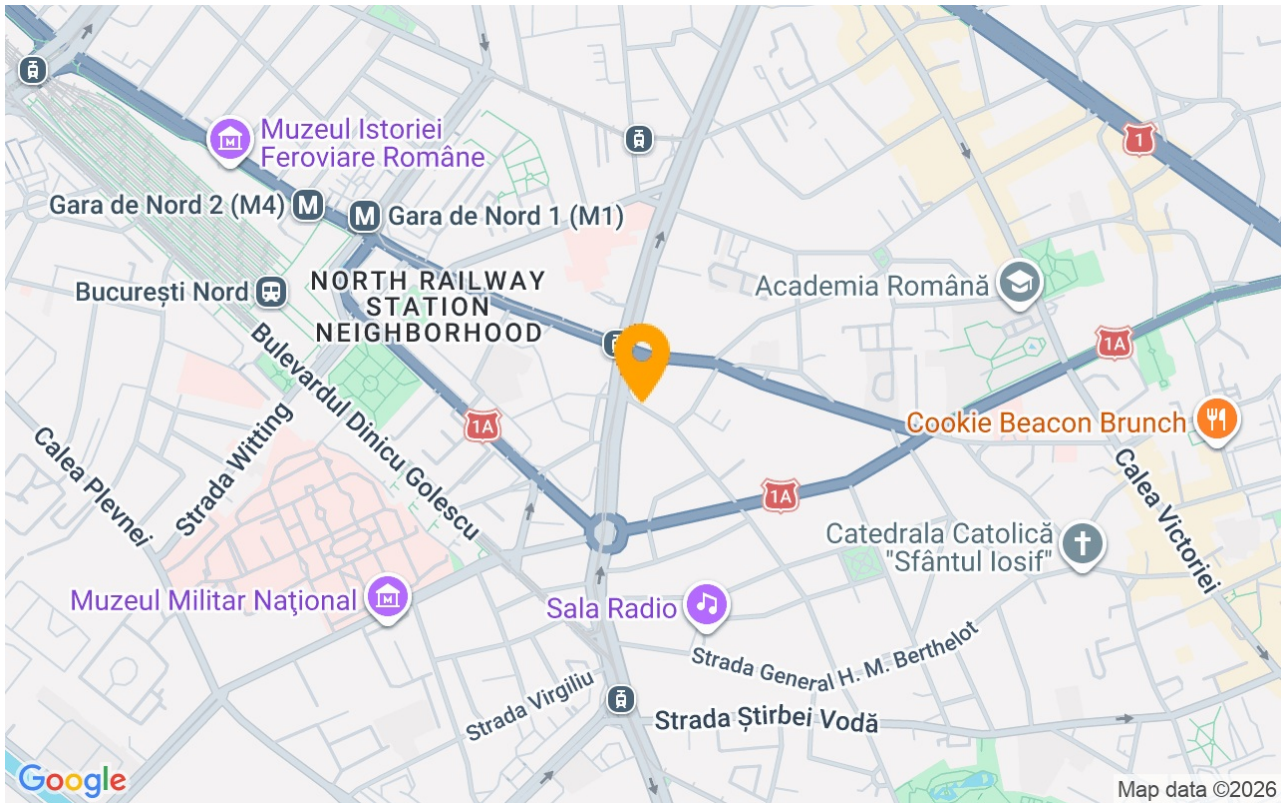 1
Muzeul Istoriei
Feroviare Române
Gara de Nord 2 (M4)
M
M
Gara de Nord 1 (M1)
București Nord
NORTH RAILWAY
STATION
NEIGHBORHOOD
Academia Română
1A
1A
Cookie Beacon Brunch
Bulevardul Dinicu Golescu
Strada Witting
Calea Plevnei
1A
Calea Victoriei
Catedrala Catolică
"Sfântul Iosif"
Muzeul Militar Naţional
Sala Radio
Strada General H. M. Berthelot
Strada Virgiliu
Strada Știrbei Vodă
Google
Map data ©2026